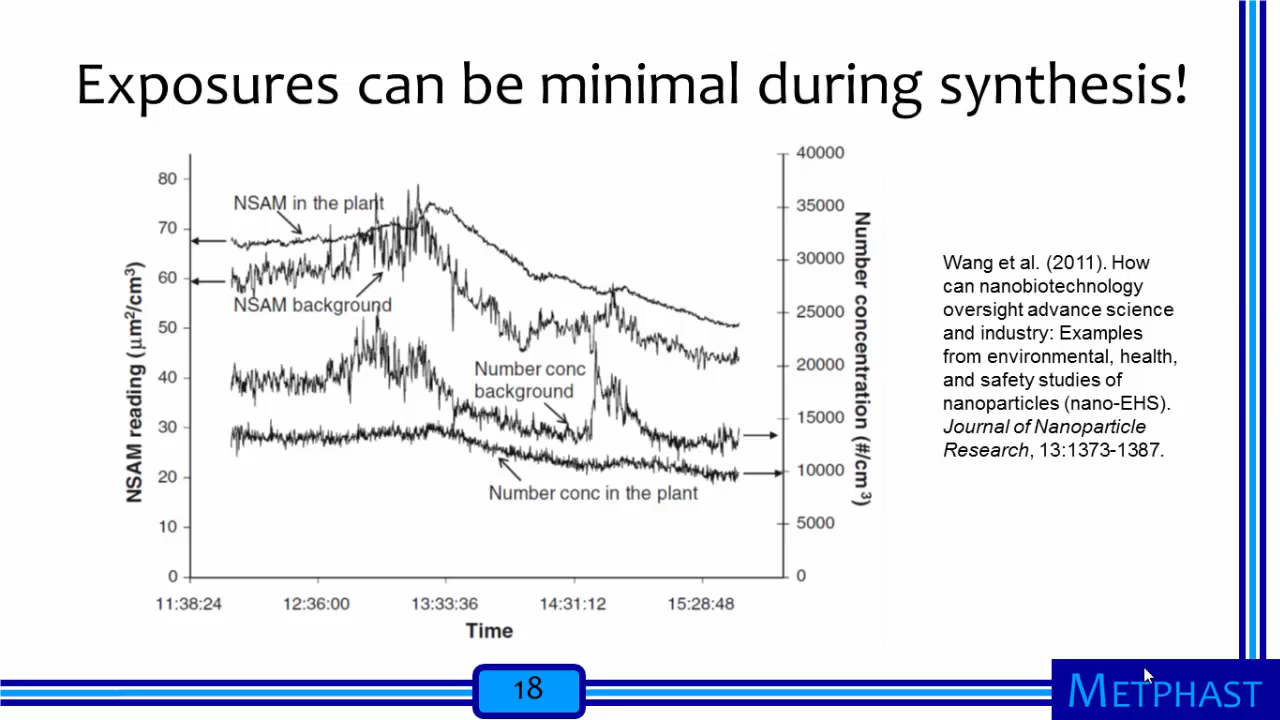 Exposures can be minimal during synthesis!
80
70
60
50
40
30
20
10
0
NSAM reading (µm²/cm³)
NSAM in the plant
NSAM background
Number conc
background
Number conc in the plant
40000
35000
30000
25000
20000
15000
10000
5000
0
Number concentration (#/cm³)
11:38:24
12:36:00
13:33:36
14:31:12
15:28:48
Time
Wang et al. (2011). How
can nanobiotechnology
oversight advance science
and industry: Examples
from environmental, health,
and safety studies of
nanoparticles (nano-EHS).
Journal of Nanoparticle
Research, 13:1373-1387.
18
METPHAST